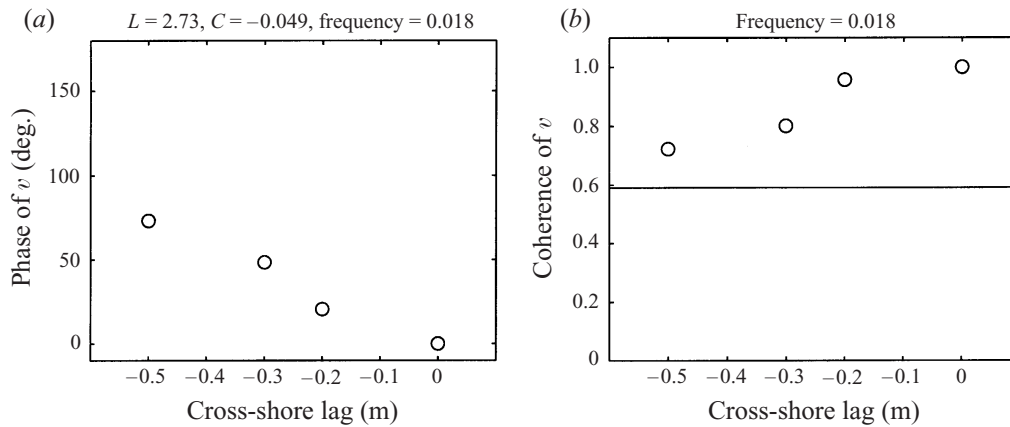 (a) L = 2.73, C = −0.049, frequency = 0.018
150
100
50
0
Phase of v (deg.)
−0.5 −0.4 −0.3 −0.2 −0.1 0
Cross-shore lag (m)
(b) Frequency = 0.018
1.0
0.8
0.6
0.4
0.2
0
Coherence of v
−0.5 −0.4 −0.3 −0.2 −0.1 0
Cross-shore lag (m)